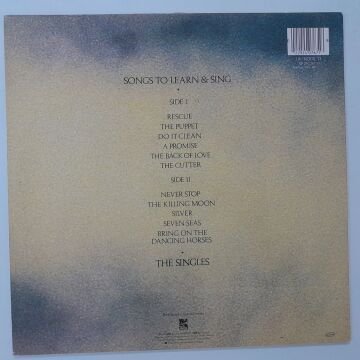 SONGS TO LEARN & SING
SIDE I
RESCUE
THE PUPPET
DO IT CLEAN
A PROMISE
THE BACK OF LOVE
THE CUTTER
SIDE II
NEVER STOP
THE KILLING MOON
SILVER
SEVEN SEAS
BRING ON THE
DANCING HORSES
THE SINGLES